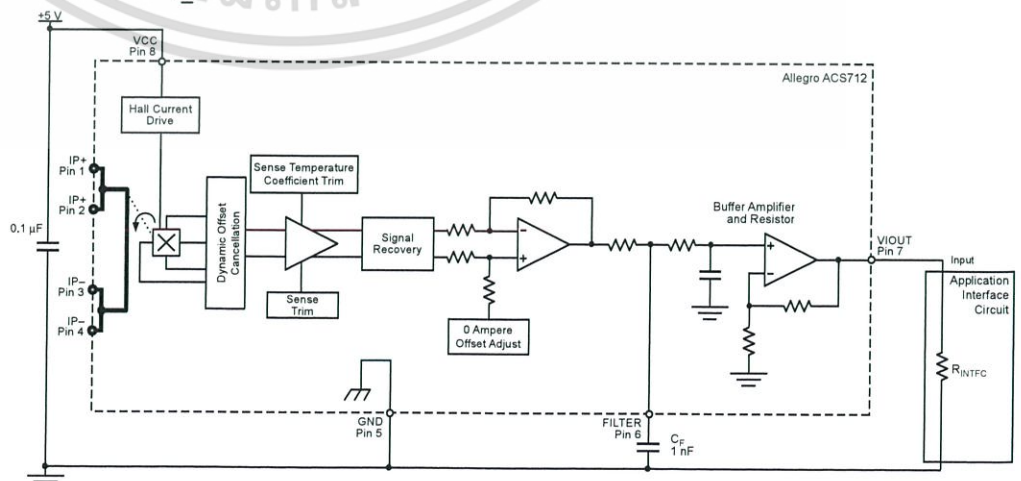 +5 V
VCC
Pin 8
Allegro ACS712
Hall Current
Drive
IP+
Pin 1
IP+
Pin 2
0.1 µF
IP–
Pin 3
IP–
Pin 4
Dynamic Offset
Cancellation
Sense Temperature
Coefficient Trim
Sense
Trim
Signal
Recovery
0 Ampere
Offset Adjust
Buffer Amplifier
and Resistor
VIOUT
Pin 7
Input
Application
Interface
Circuit
RINTFC
GND
Pin 5
FILTER
Pin 6
CF
1 nF